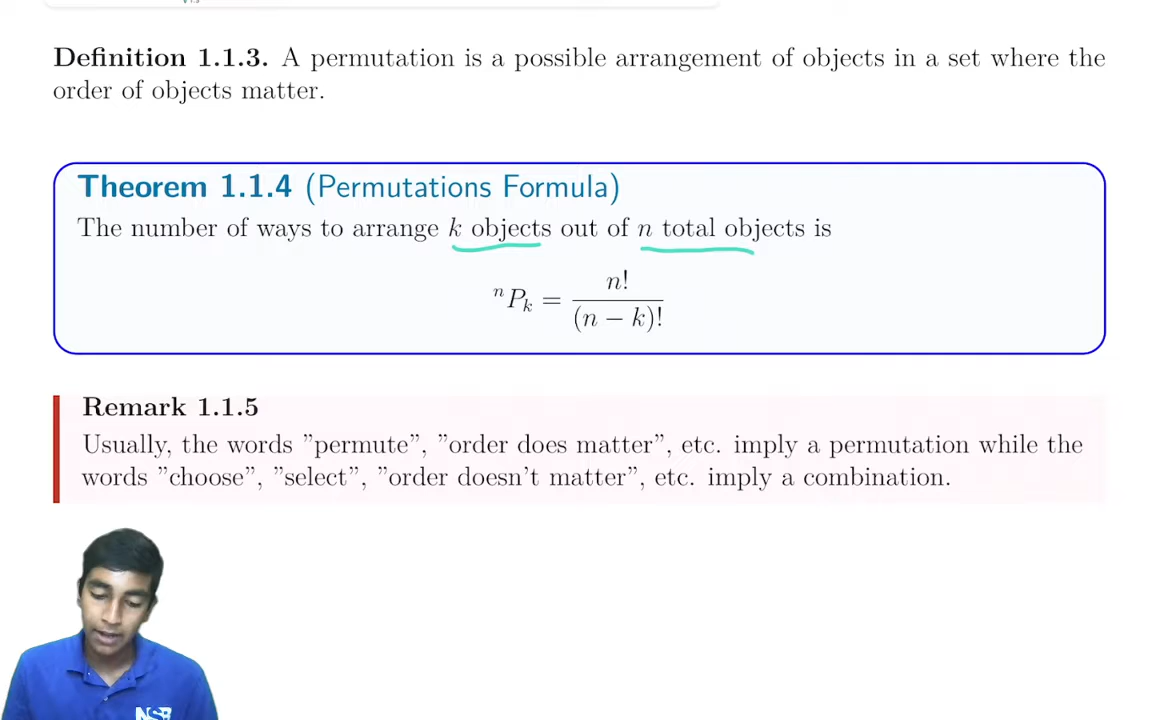 Definition 1.1.3. A permutation is a possible arrangement of objects in a set where the
order of objects matter.
Theorem 1.1.4 (Permutations Formula)
The number of ways to arrange k objects out of n total objects is
ⁿPₖ = n! / (n − k)!
Remark 1.1.5
Usually, the words ”permute”, ”order does matter”, etc. imply a permutation while the
words ”choose”, ”select”, ”order doesn’t matter”, etc. imply a combination.